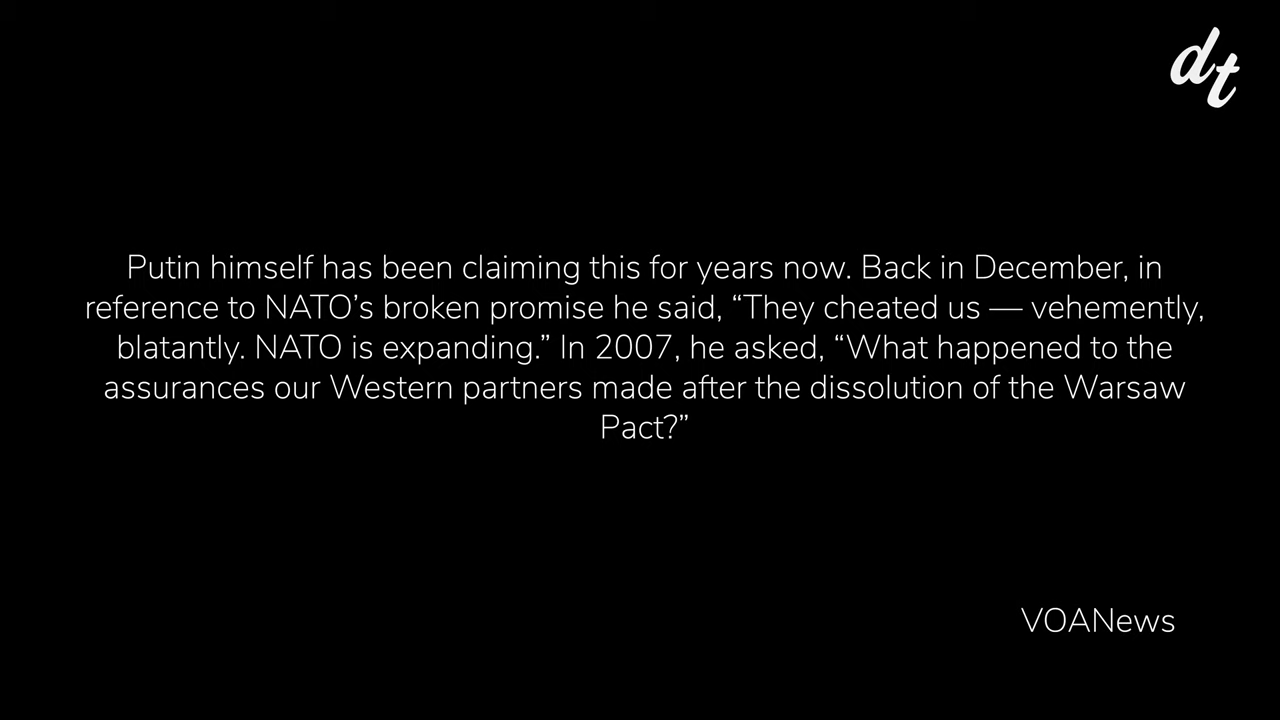 dt
Putin himself has been claiming this for years now. Back in December, in
reference to NATO’s broken promise he said, “They cheated us — vehemently,
blatantly. NATO is expanding.” In 2007, he asked, “What happened to the
assurances our Western partners made after the dissolution of the Warsaw
Pact?”
VOANews